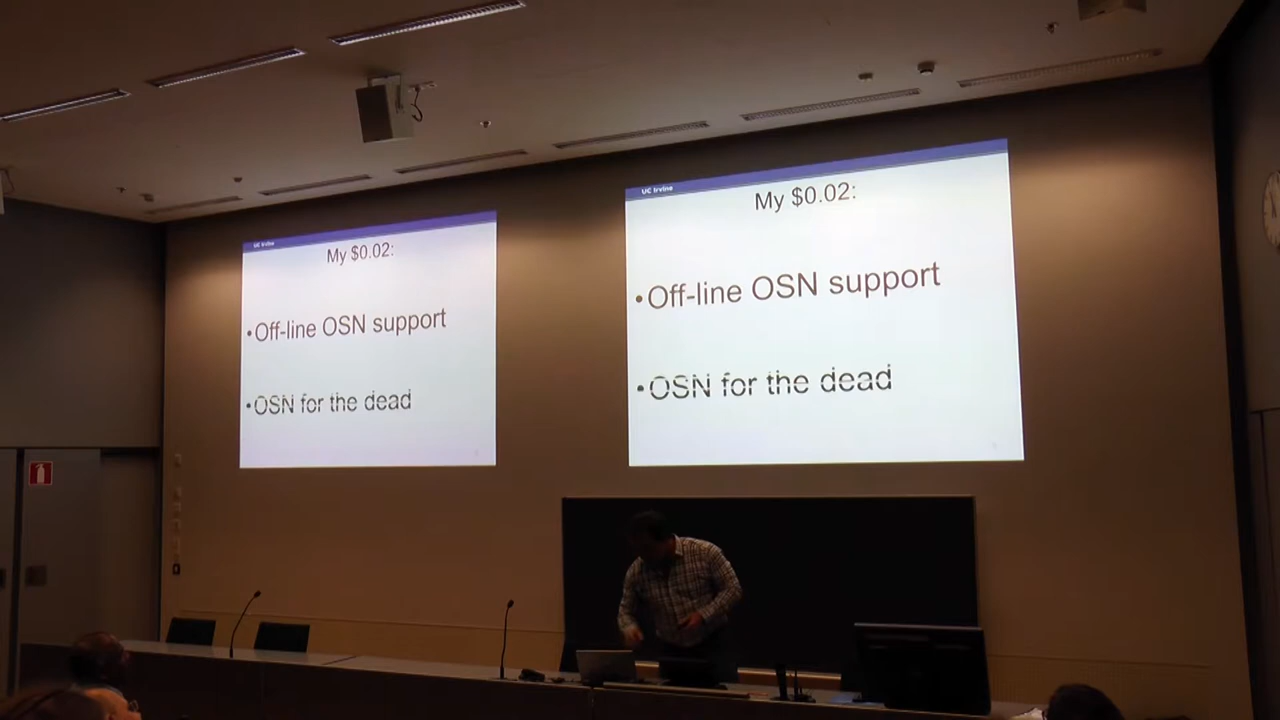 UC Irvine
My $0.02:
•Off-line OSN support
•OSN for the dead
UC Irvine
My $0.02:
•Off-line OSN support
•OSN for the dead